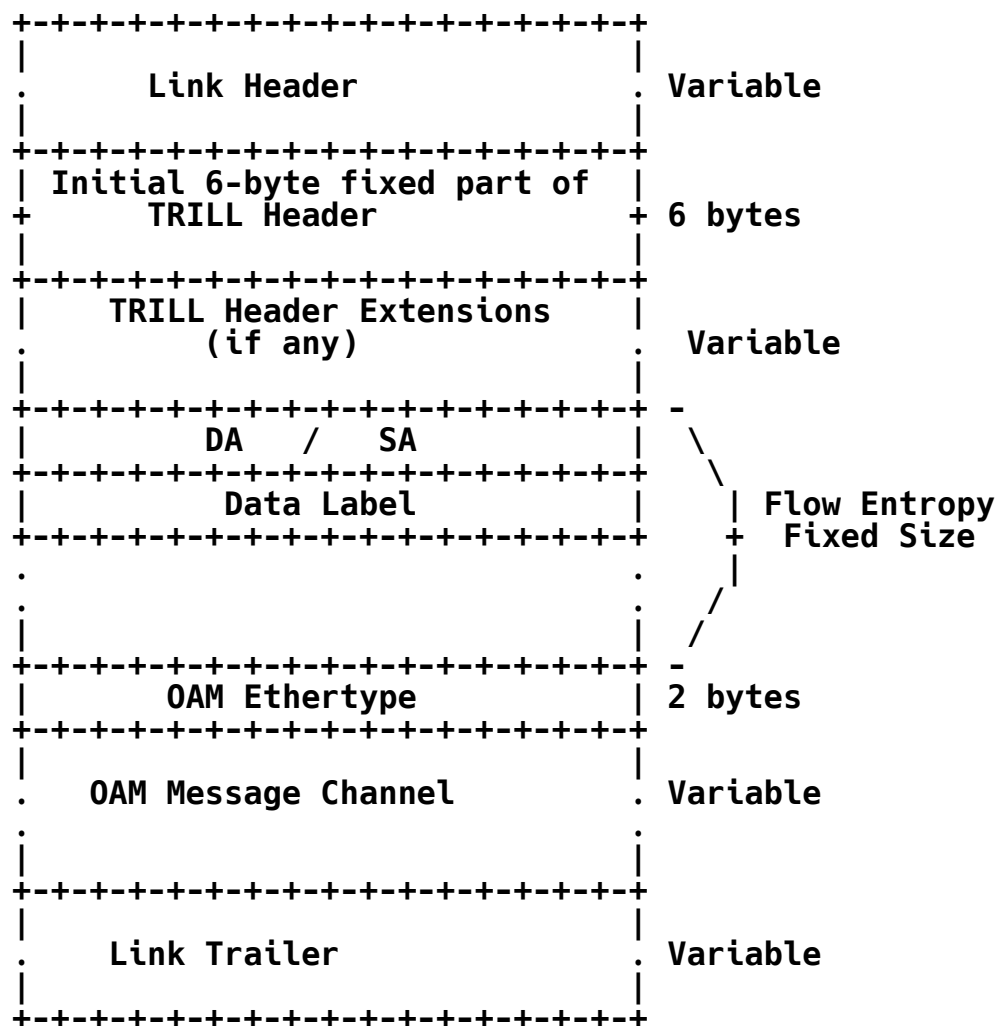 +-+-+-+-+-+-+-+-+-+-+-+-+-+-+-+-+
|                                |
.       Link Header              . Variable
|                                |
+-+-+-+-+-+-+-+-+-+-+-+-+-+-+-+-+
|  Initial 6-byte fixed part of  |
+       TRILL Header             + 6 bytes
|                                |
+-+-+-+-+-+-+-+-+-+-+-+-+-+-+-+-+
|     TRILL Header Extensions    |
.          (if any)              .  Variable
|                                |
+-+-+-+-+-+-+-+-+-+-+-+-+-+-+-+-+ -
|          DA   /   SA           |  \
+-+-+-+-+-+-+-+-+-+-+-+-+-+-+-+-+   \
|           Data Label           |    | Flow Entropy
+-+-+-+-+-+-+-+-+-+-+-+-+-+-+-+-+    +  Fixed Size
.                                .    |
.                                .   /
|                                |  /
+-+-+-+-+-+-+-+-+-+-+-+-+-+-+-+-+ -
|        OAM Ethertype           | 2 bytes
+-+-+-+-+-+-+-+-+-+-+-+-+-+-+-+-+
|                                |
.    OAM Message Channel         . Variable
.                                .
|                                |
+-+-+-+-+-+-+-+-+-+-+-+-+-+-+-+-+
|                                |
.     Link Trailer               . Variable
|                                |
+-+-+-+-+-+-+-+-+-+-+-+-+-+-+-+-+